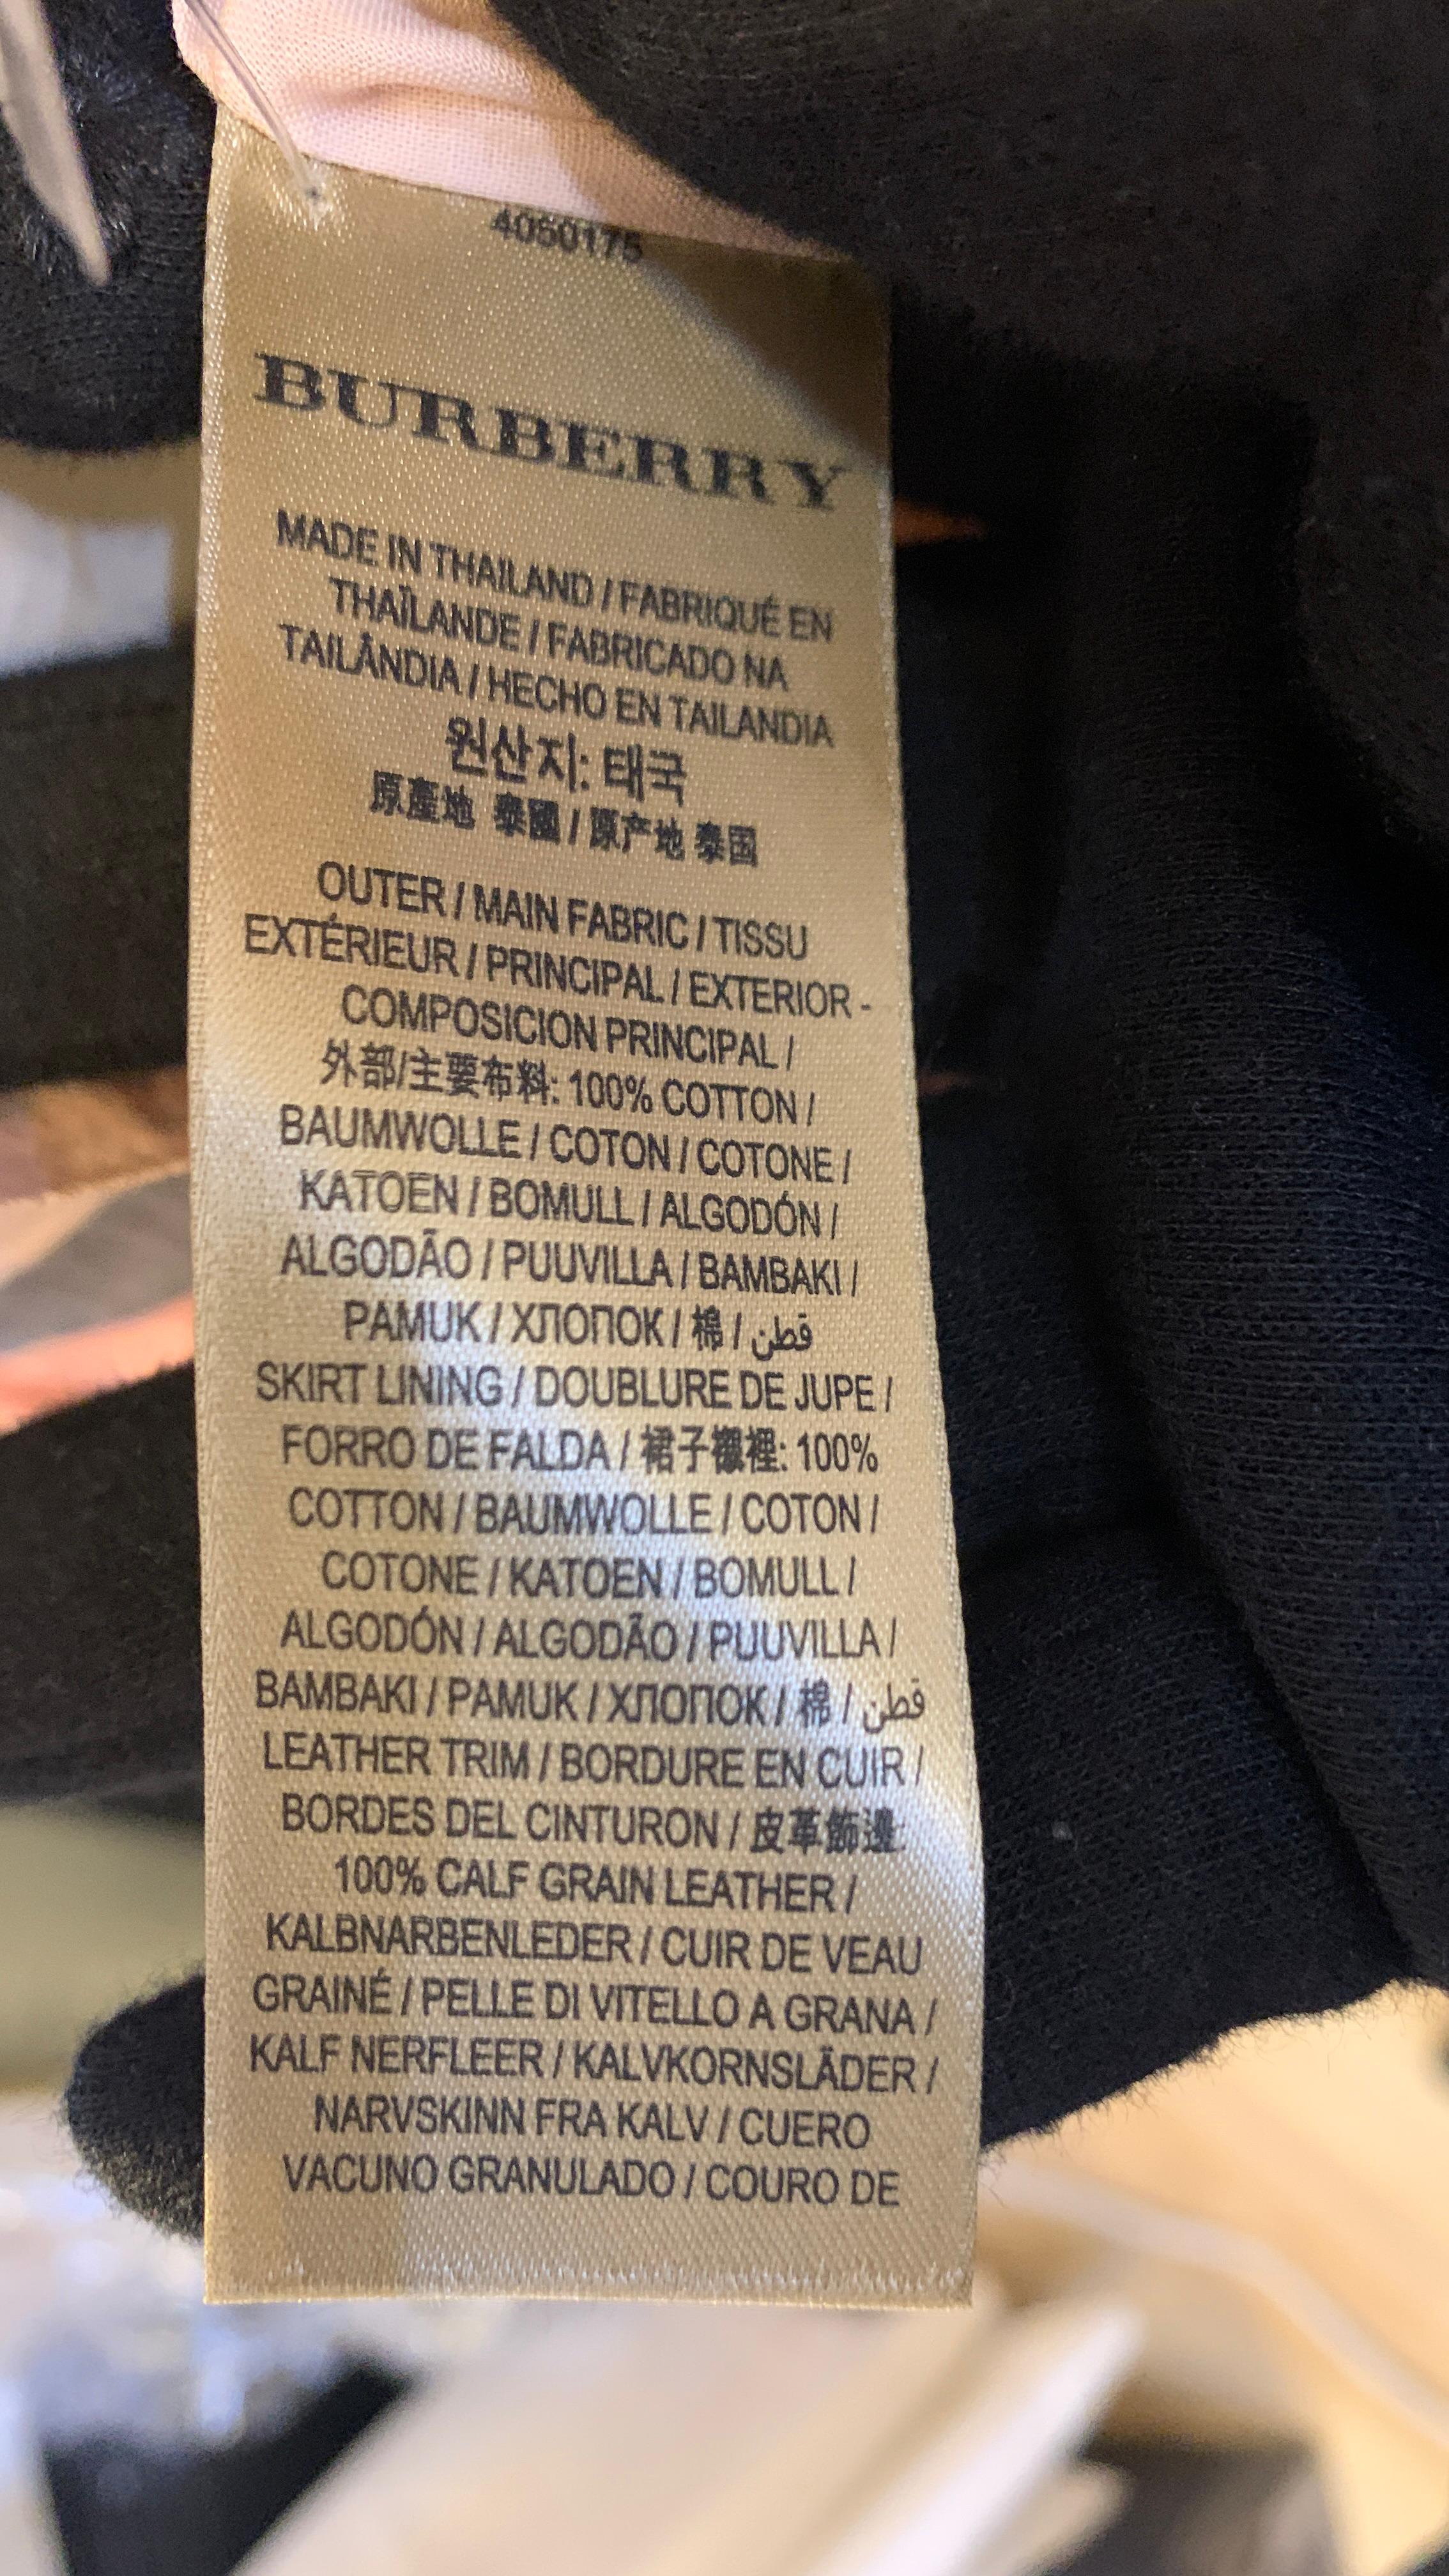 4050175
BURBERRY
MADE IN THAILAND / FABRIQUÉ EN
THAÏLANDE / FABRICADO NA
TAILÂNDIA / HECHO EN TAILANDIA
원산지: 태국
原產地 泰國 / 原产地 泰国
OUTER / MAIN FABRIC / TISSU
EXTÉRIEUR / PRINCIPAL / EXTERIOR -
COMPOSICION PRINCIPAL /
外部/主要布料: 100% COTTON /
BAUMWOLLE / COTON / COTONE /
KATOEN / BOMULL / ALGODÓN /
ALGODÃO / PUUVILLA / BAMBAKI /
PAMUK / ХЛОПОК / 棉 / قطن
SKIRT LINING / DOUBLURE DE JUPE /
FORRO DE FALDA / 裙子襯裡: 100%
COTTON / BAUMWOLLE / COTON /
COTONE / KATOEN / BOMULL /
ALGODÓN / ALGODÃO / PUUVILLA /
BAMBAKI / PAMUK / ХЛОПОК / 棉 / قطن
LEATHER TRIM / BORDURE EN CUIR /
BORDES DEL CINTURON / 皮革飾邊:
100% CALF GRAIN LEATHER /
KALBNARBENLEDER / CUIR DE VEAU
GRAINÉ / PELLE DI VITELLO A GRANA /
KALF NERFLEER / KALVKORNSLÄDER /
NARVSKINN FRA KALV / CUERO
VACUNO GRANULADO / COURO DE